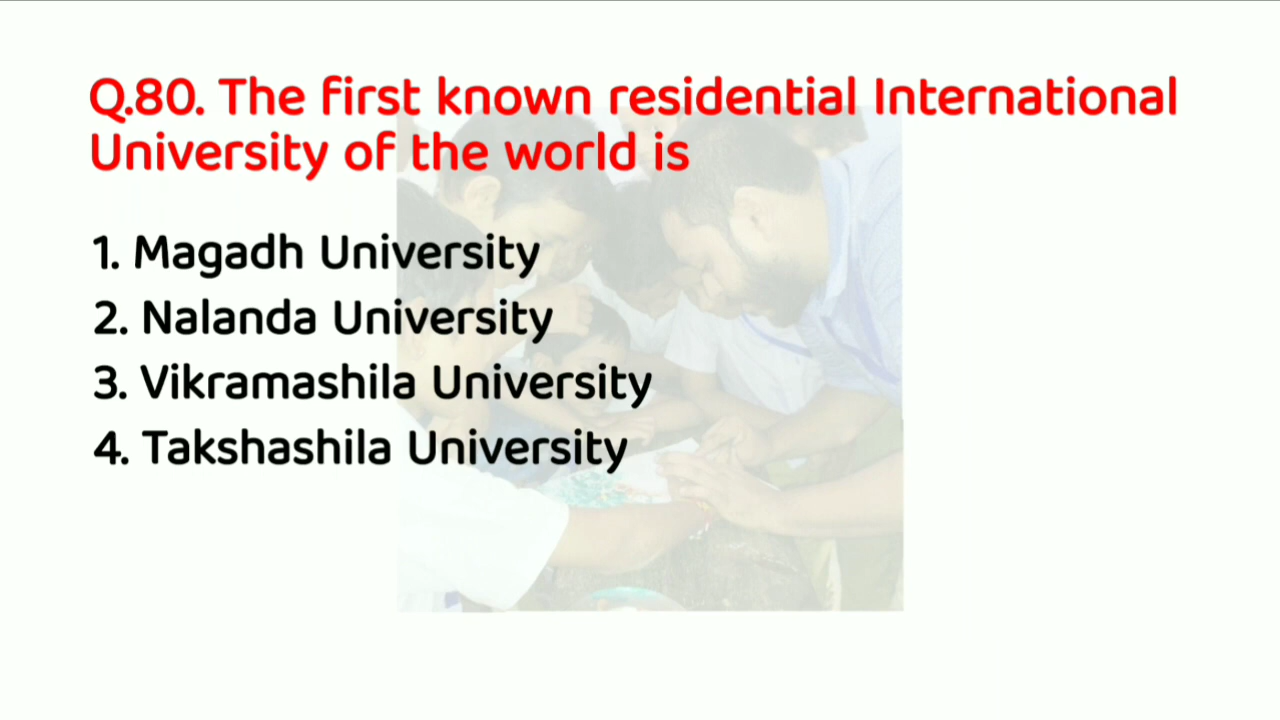 Q.80. The first known residential International
University of the world is
1. Magadh University
2. Nalanda University
3. Vikramashila University
4. Takshashila University